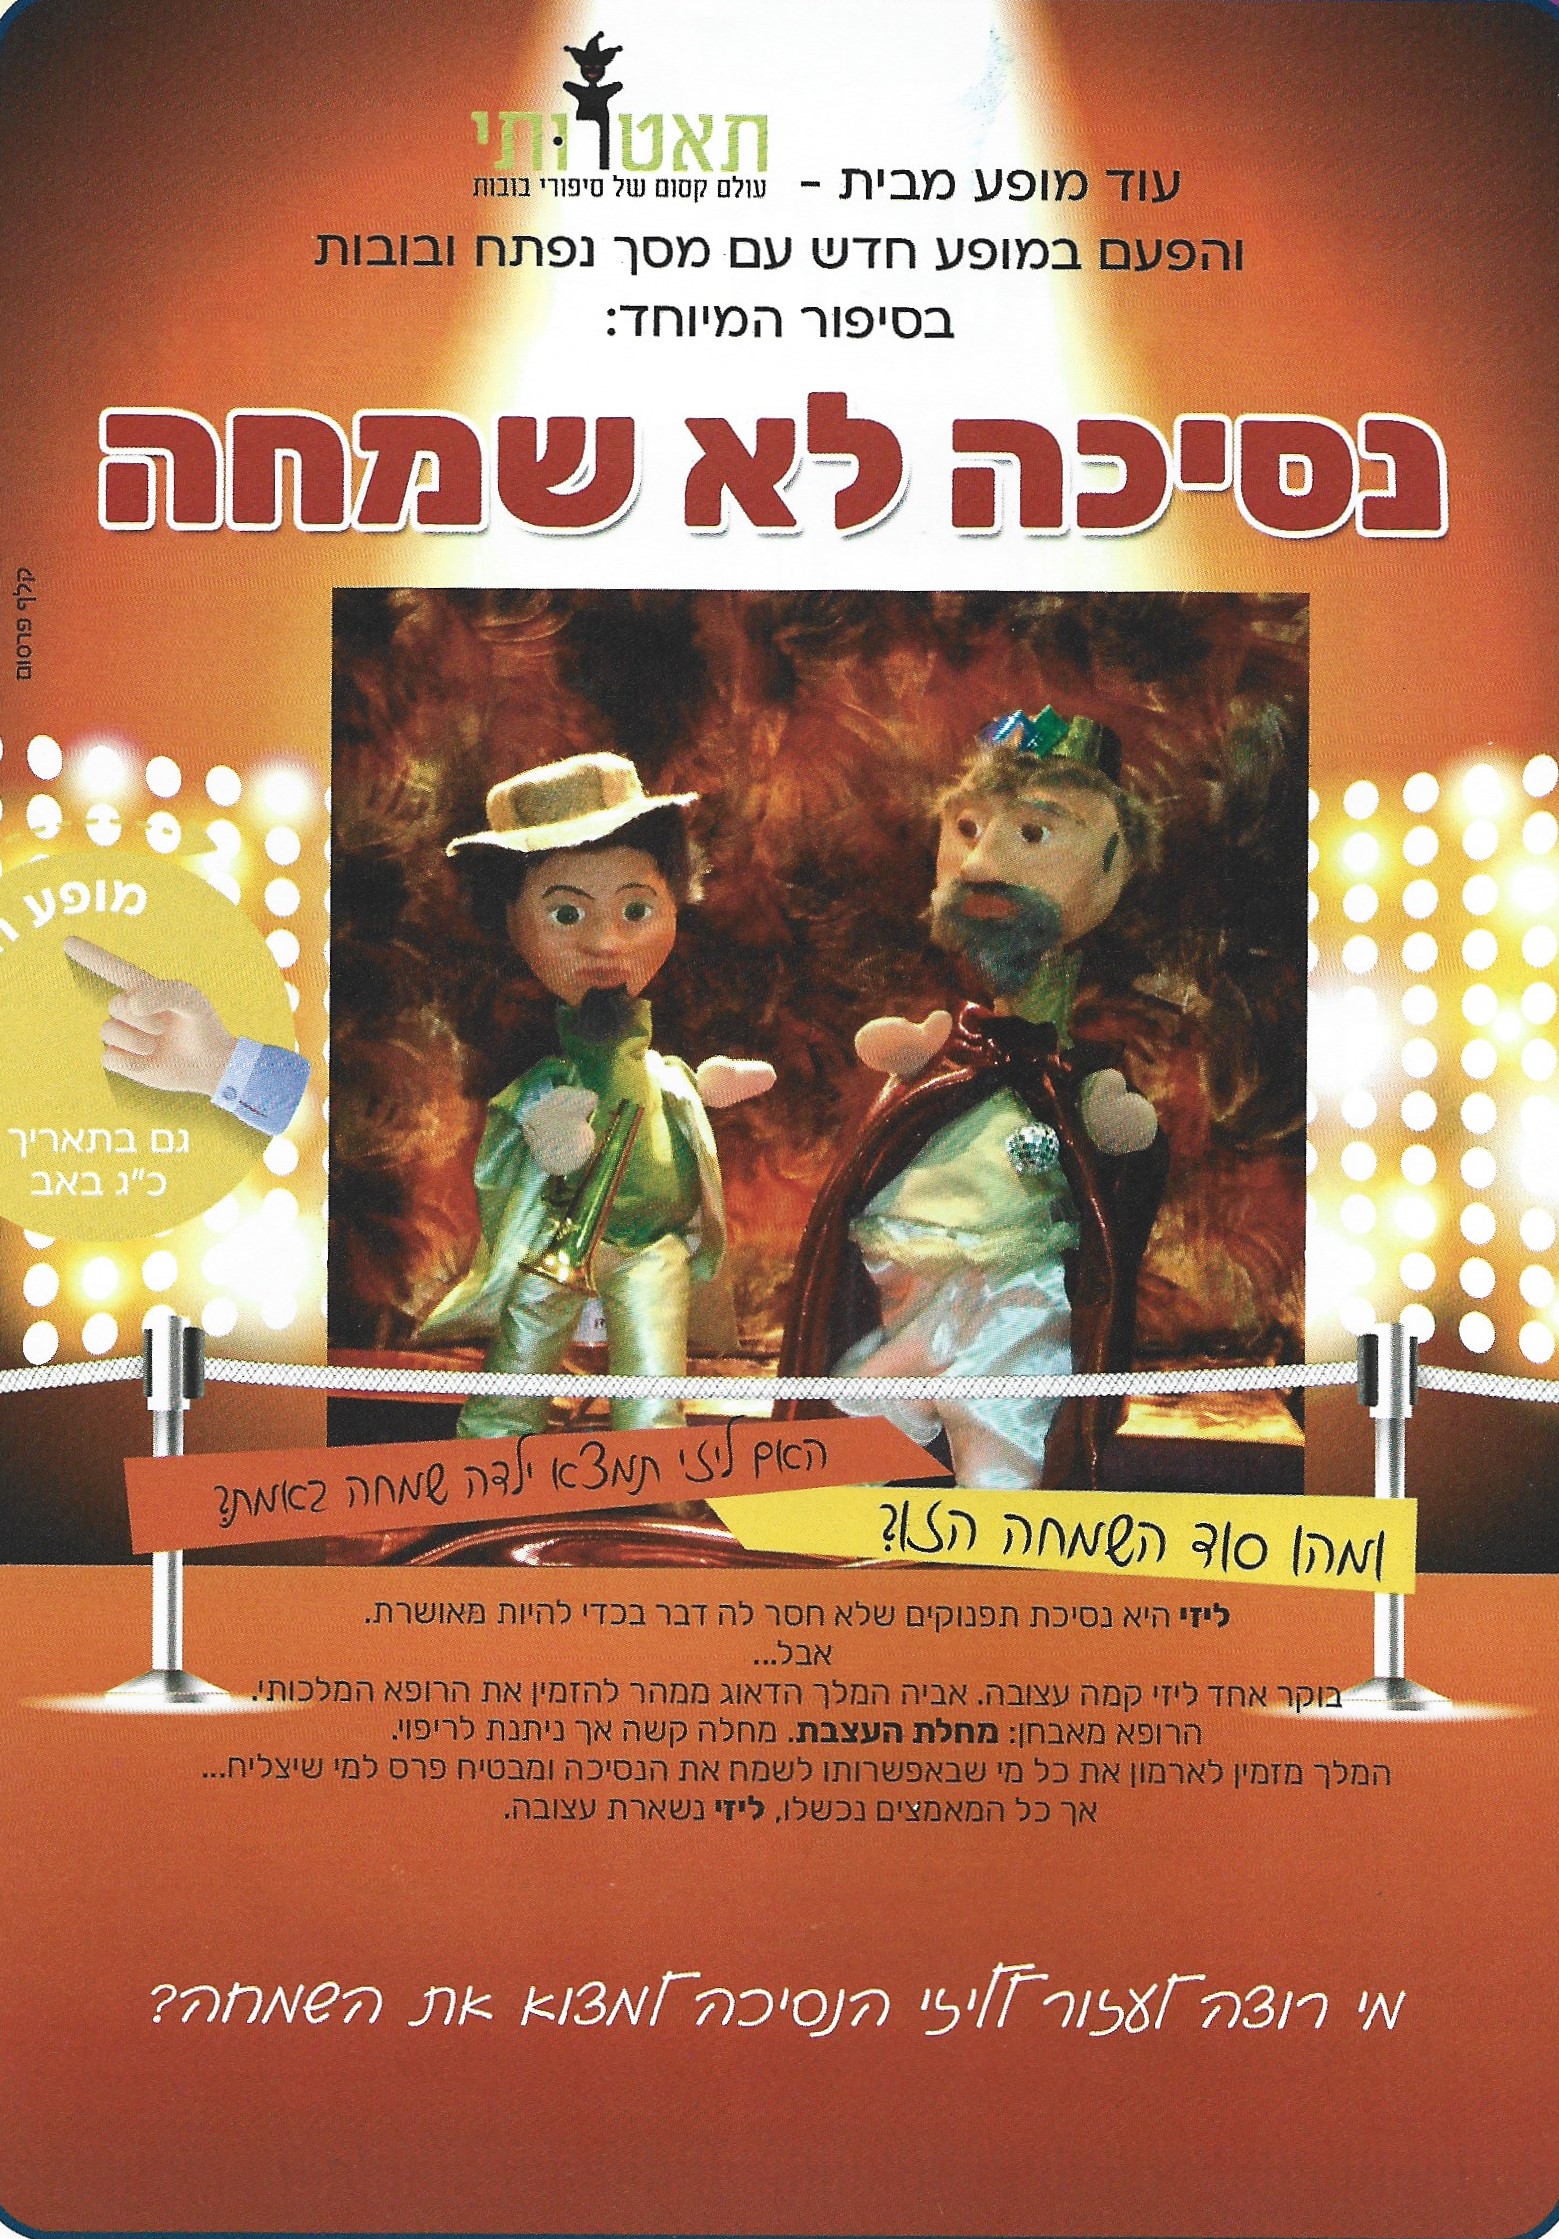 תאטרותי
עולם קסום של סיפורי בובות
עוד מופע מבית -
והפעם במופע חדש עם מסך נפתח ובובות
בסיפור המיוחד:
נסיכה לא שמחה
קלף פרסום
מופע
גם בתאריך
כ"ג באב
האם ליזי תמצא ילדה שמחה באמת?
ומהו סוד השמחה הזו?
ליזי היא נסיכת תפנוקים שלא חסר לה דבר בכדי להיות מאושרת.
אבל...
בוקר אחד ליזי קמה עצובה. אביה המלך הדאוג ממהר להזמין את הרופא המלכותי.
הרופא מאבחן: מחלת העצבת. מחלה קשה אך ניתנת לריפוי.
המלך מזמין לארמון את כל מי שבאפשרותו לשמח את הנסיכה ומבטיח פרס למי שיצליח...
אך כל המאמצים נכשלו, ליזי נשארת עצובה.
מי רוצה לעזור לליזי הנסיכה למצוא את השמחה?